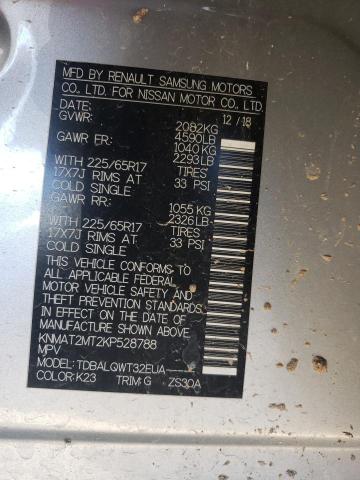 MFD BY RENAULT SAMSUNG MOTORS
CO. LTD. FOR NISSAN MOTOR CO. LTD.
DATE: 12 / 18
GVWR: 2082KG
4590LB
GAWR FR: 1040 KG
2293LB
WITH 225/65R17 TIRES
17X7J RIMS AT 33 PSI
COLD SINGLE
GAWR RR: 1055 KG
2326LB
WITH 225/65R17 TIRES
17X7J RIMS AT 33 PSI
COLD SINGLE
THIS VEHICLE CONFORMS TO
ALL APPLICABLE FEDERAL
MOTOR VEHICLE SAFETY AND
THEFT PREVENTION STANDARDS
IN EFFECT ON THE DATE OF
MANUFACTURE SHOWN ABOVE
KNMAT2MT2KP528788
MPV
MODEL: TDBALQWT32EUA-----
COLOR:K23 TRIM:G ZS30A